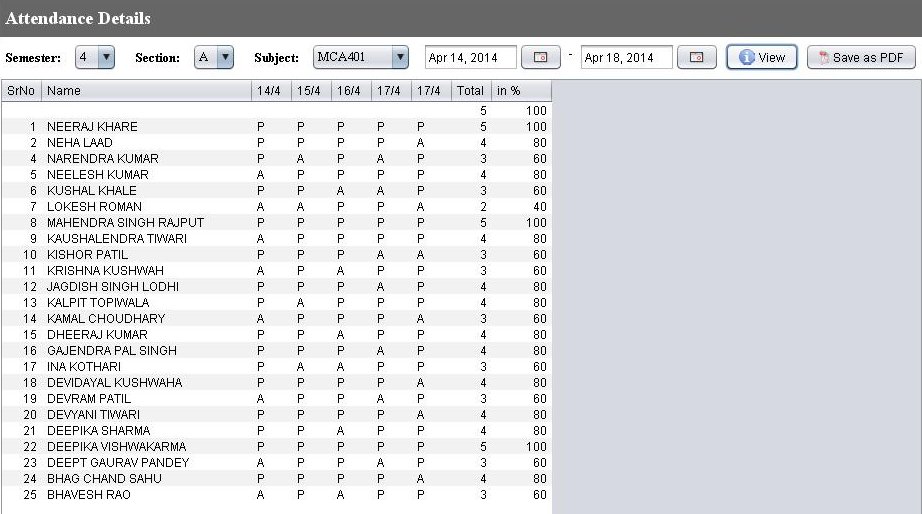 Attendance Details
Semester: 4 Section: A Subject: MCA401 Apr 14, 2014 - Apr 18, 2014 View Save as PDF
SrNo Name 14/4 15/4 16/4 17/4 17/4 Total in %
5 100
1 NEERAJ KHARE P P P P P 5 100
2 NEHA LAAD P P P P A 4 80
4 NARENDRA KUMAR P A P A P 3 60
5 NEELESH KUMAR A P P P P 4 80
6 KUSHAL KHALE P P A A P 3 60
7 LOKESH ROMAN A A P P A 2 40
8 MAHENDRA SINGH RAJPUT P P P P P 5 100
9 KAUSHALENDRA TIWARI A P P P P 4 80
10 KISHOR PATIL P P P A A 3 60
11 KRISHNA KUSHWAH A P A P P 3 60
12 JAGDISH SINGH LODHI P P P A P 4 80
13 KALPIT TOPIWALA P A P P P 4 80
14 KAMAL CHOUDHARY A P P P A 3 60
15 DHEERAJ KUMAR P P A P P 4 80
16 GAJENDRA PAL SINGH P P P A P 4 80
17 INA KOTHARI P A A P P 3 60
18 DEVIDAYAL KUSHWAHA P P P P A 4 80
19 DEVRAM PATIL A P P A P 3 60
20 DEVYANI TIWARI P P P P A 4 80
21 DEEPIKA SHARMA P P A P P 4 80
22 DEEPIKA VISHWAKARMA P P P P P 5 100
23 DEEPT GAURAV PANDEY A P P A P 3 60
24 BHAG CHAND SAHU P P P P A 4 80
25 BHAVESH RAO A P A P P 3 60